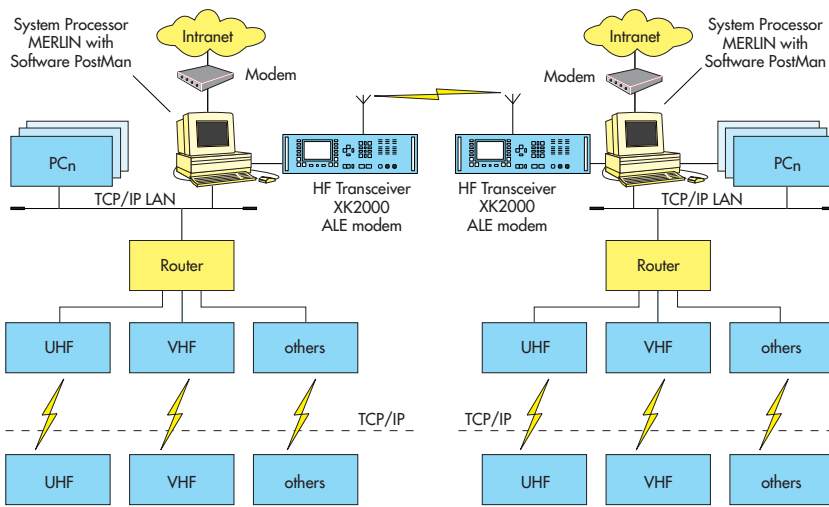 System Processor
MERLIN with
Software PostMan
Intranet
Modem
PCn
TCP/IP LAN
HF Transceiver
XK2000
ALE modem
Router
UHF
VHF
others
TCP/IP
UHF
VHF
others
Intranet
Modem
System Processor
MERLIN with
Software PostMan
HF Transceiver
XK2000
ALE modem
PCn
TCP/IP LAN
Router
UHF
VHF
others
TCP/IP
UHF
VHF
others